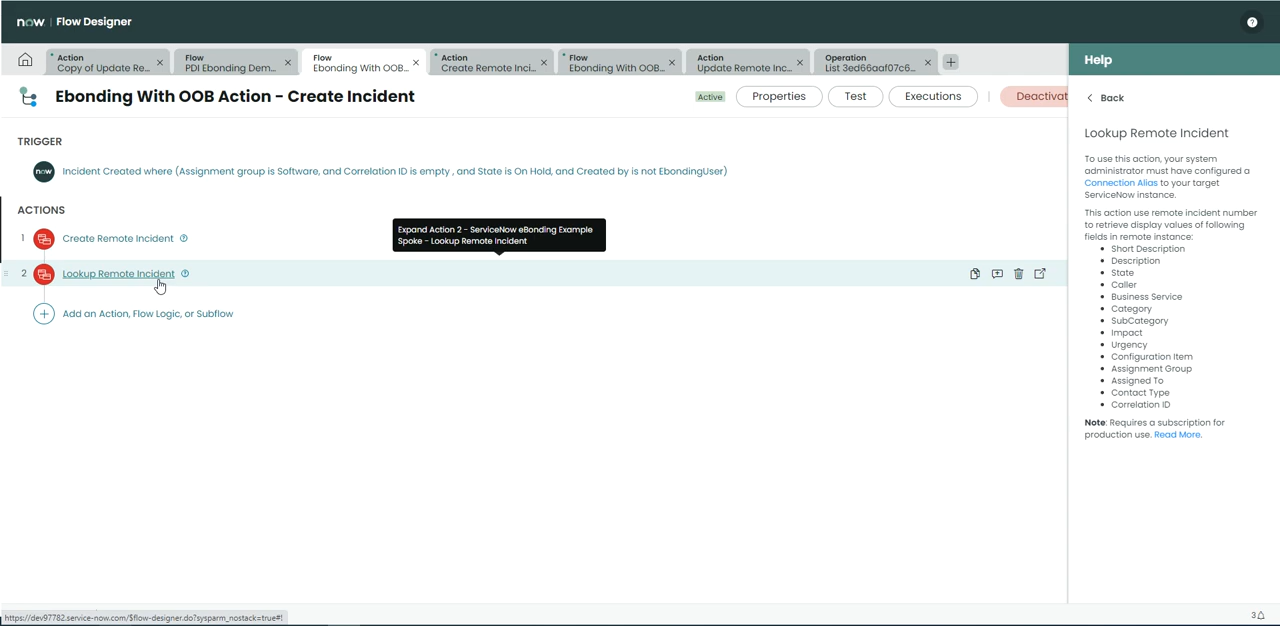 now Flow Designer
Action
Copy of Update Re...
Flow
PDI Ebonding Dem...
Flow
Ebonding With OOB...
Action
Create Remote Inci...
Flow
Ebonding With OOB...
Action
Update Remote Inc...
Operation
List 3ed66aaf07c6...
Help
Ebonding With OOB Action - Create Incident
Active
Properties
Test
Executions
Deactivat
Back
TRIGGER
now Incident Created where (Assignment group is Software, and Correlation ID is empty , and State is On Hold, and Created by is not EbondingUser)
ACTIONS
1 Create Remote Incident
Expand Action 2 - ServiceNow eBonding Example
Spoke - Lookup Remote Incident
2 Lookup Remote Incident
Add an Action, Flow Logic, or Subflow
Lookup Remote Incident
To use this action, your system
administrator must have configured a
Connection Alias to your target
ServiceNow instance.
This action use remote incident number
to retrieve display values of following
fields in remote instance:
Short Description
Description
State
Caller
Business Service
Category
SubCategory
Impact
Urgency
Configuration Item
Assignment Group
Assigned To
Contact Type
Correlation ID
Note: Requires a subscription for
production use. Read More.
https://dev97782.service-now.com/$flow-designer.do?sysparm_nostack=true#!
3